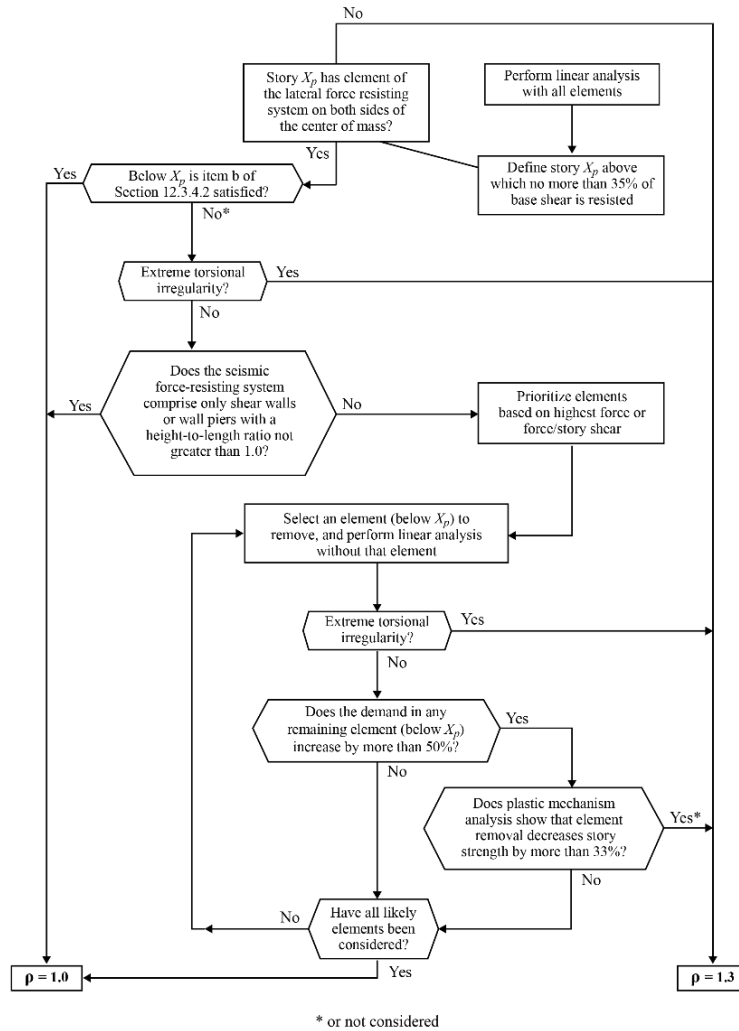 No
Story Xp has element of
the lateral force resisting
system on both sides of
the center of mass?
Perform linear analysis
with all elements
Yes
Define story Xp above
which no more than 35% of
base shear is resisted
Yes
Below Xp is item b of
Section 12.3.4.2 satisfied?
No*
Extreme torsional
irregularity?
Yes
No
Does the seismic
force-resisting system
comprise only shear walls
or wall piers with a
height-to-length ratio not
greater than 1.0?
Yes
No
Prioritize elements
based on highest force or
force/story shear
Select an element (below Xp) to
remove, and perform linear analysis
without that element
Extreme torsional
irregularity?
Yes
No
Does the demand in any
remaining element (below Xp)
increase by more than 50%?
Yes
No
Does plastic mechanism
analysis show that element
removal decreases story
strength by more than 33%?
Yes*
No
Have all likely
elements been
considered?
No
Yes
ρ = 1.0
ρ = 1.3
* or not considered